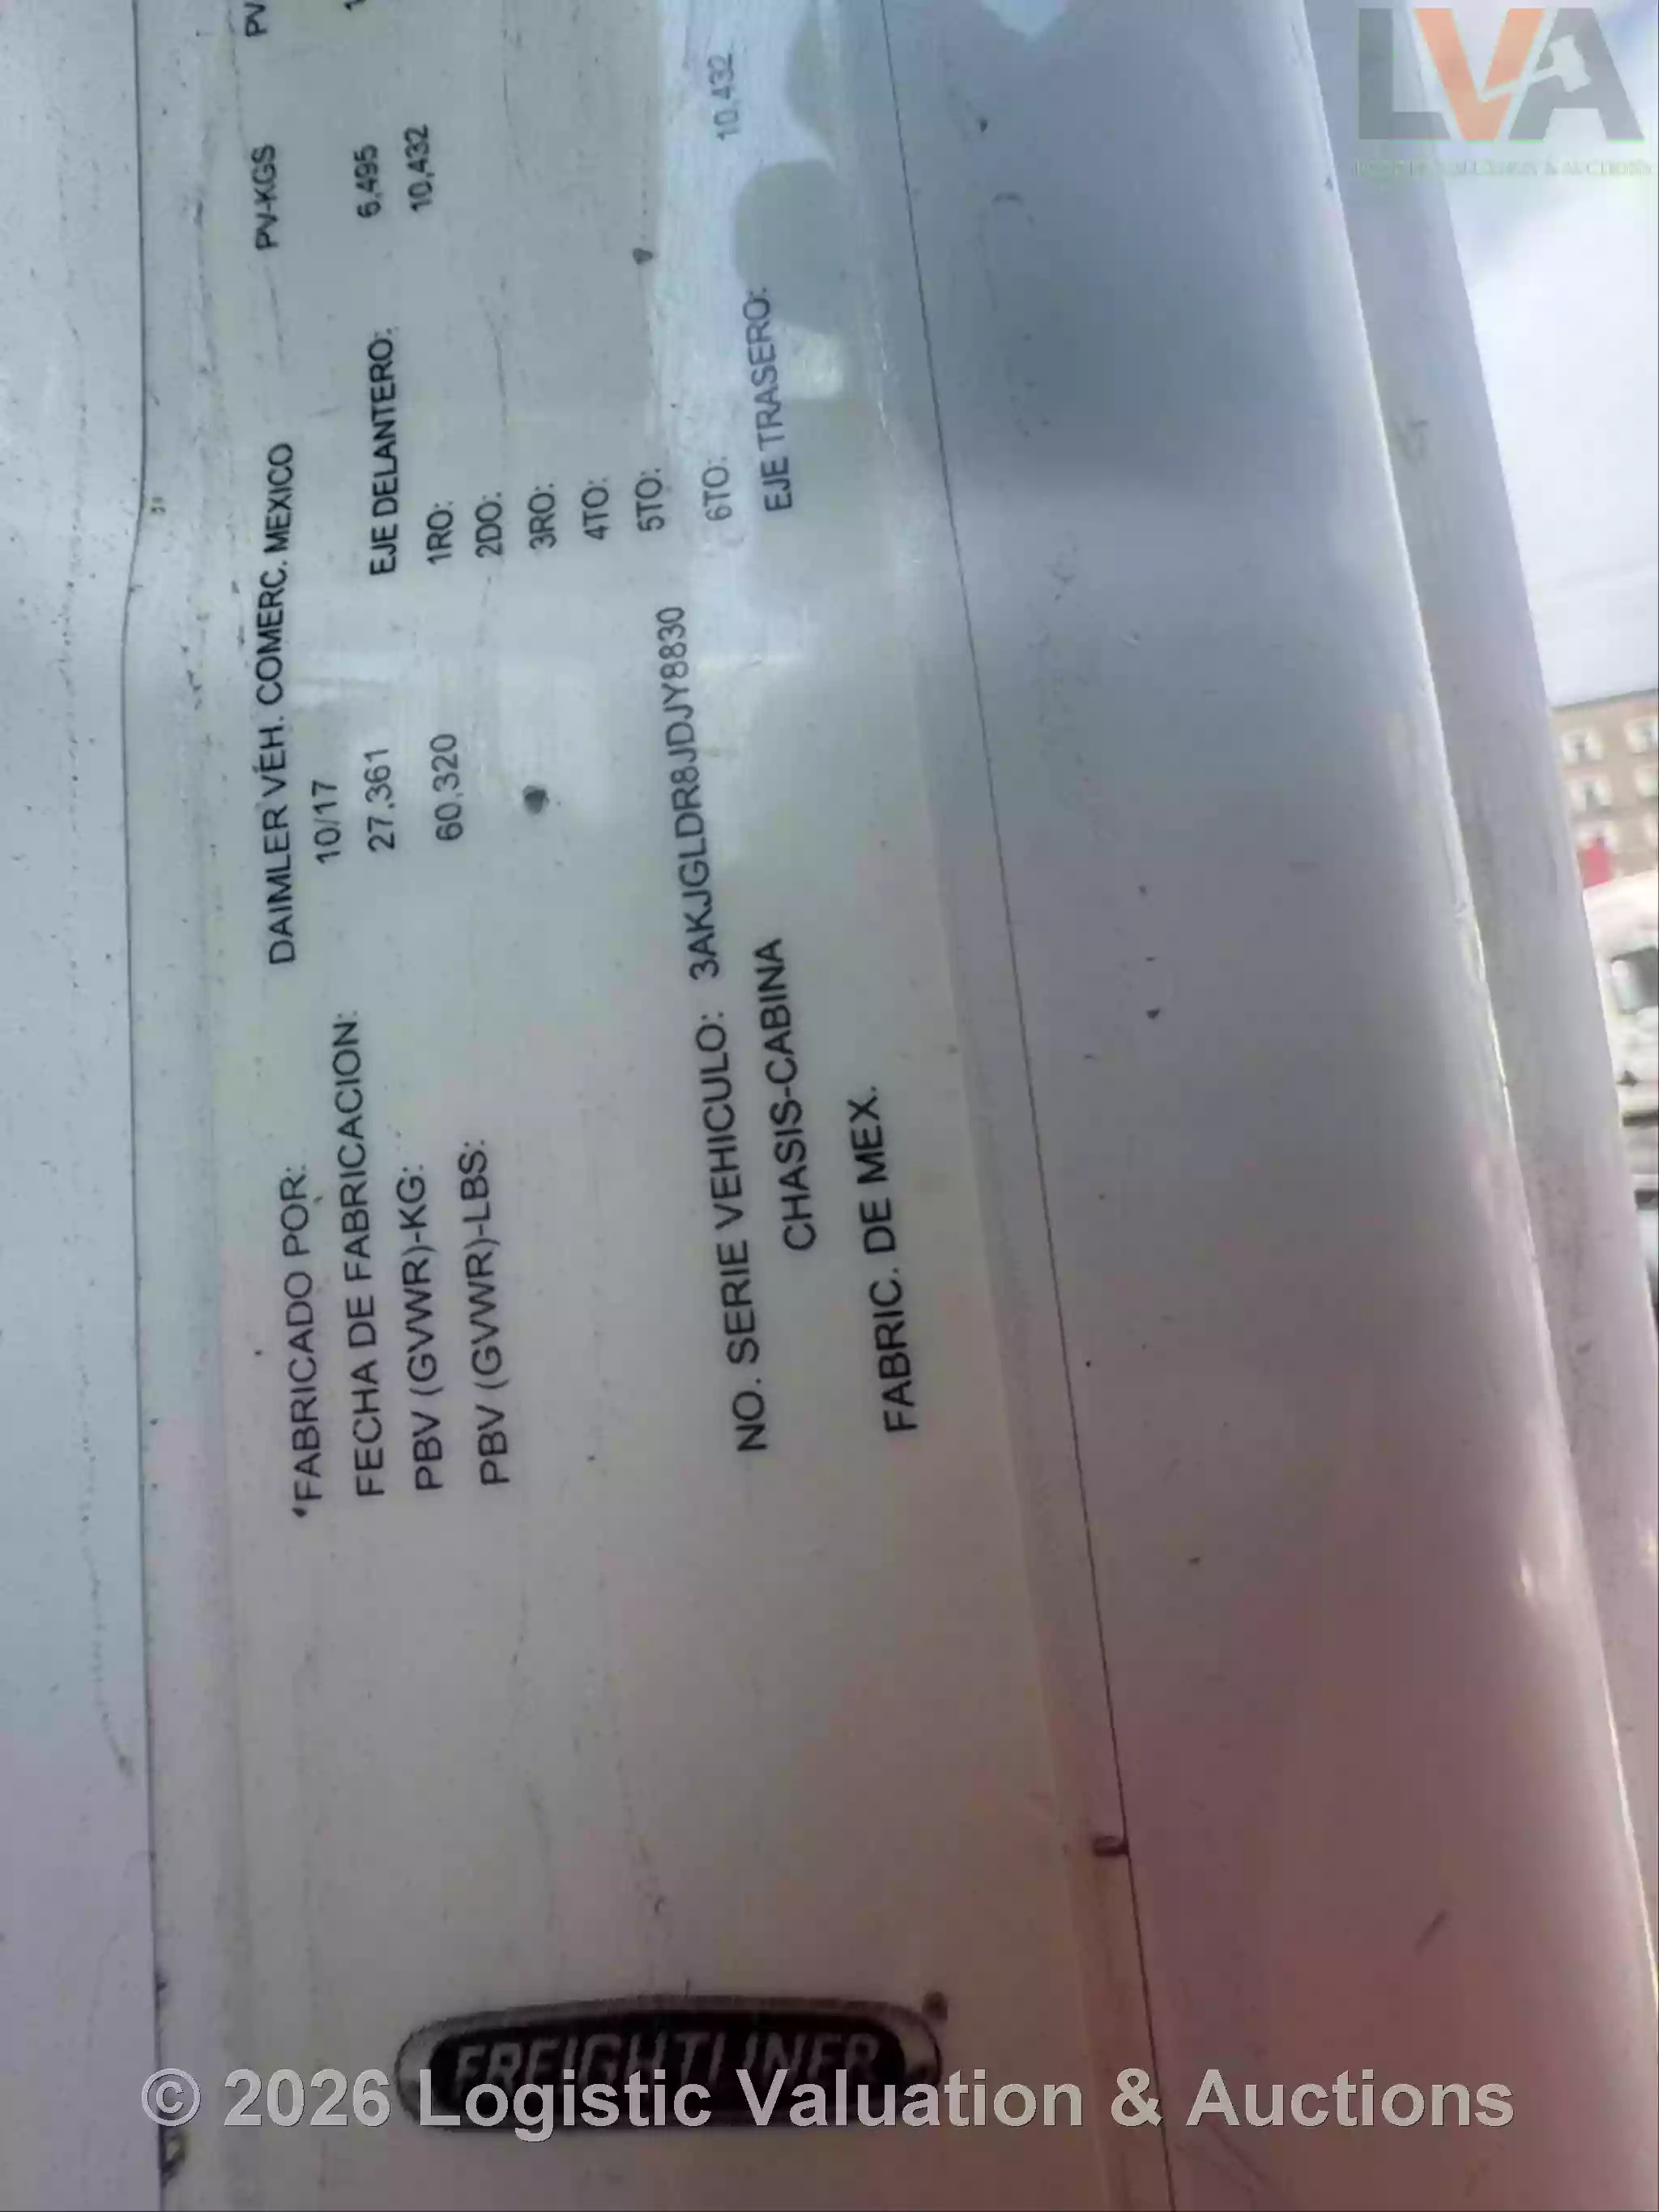 LVA
PV-KGS
*FABRICADO POR: DAIMLER VEH. COMERC. MEXICO
FECHA DE FABRICACION: 10/17
PBV (GVWR)-KG: 27,361
PBV (GVWR)-LBS: 60,320
EJE DELANTERO: 6,495
1RO: 10,432
2DO:
3RO:
4TO:
5TO:
6TO:
EJE TRASERO: 10,432
NO. SERIE VEHICULO: 3AKJGLDR8JDJY8830
CHASIS-CABINA
FABRIC. DE MEX.
FREIGHTLINER
© 2026 Logistic Valuation & Auctions